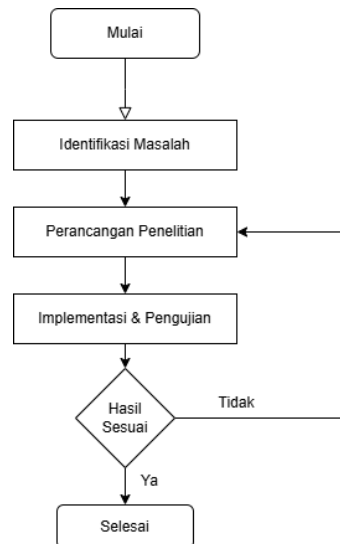 Mulai
Identifikasi Masalah
Perancangan Penelitian
Implementasi & Pengujian
Hasil
Sesuai
Tidak
Ya
Selesai